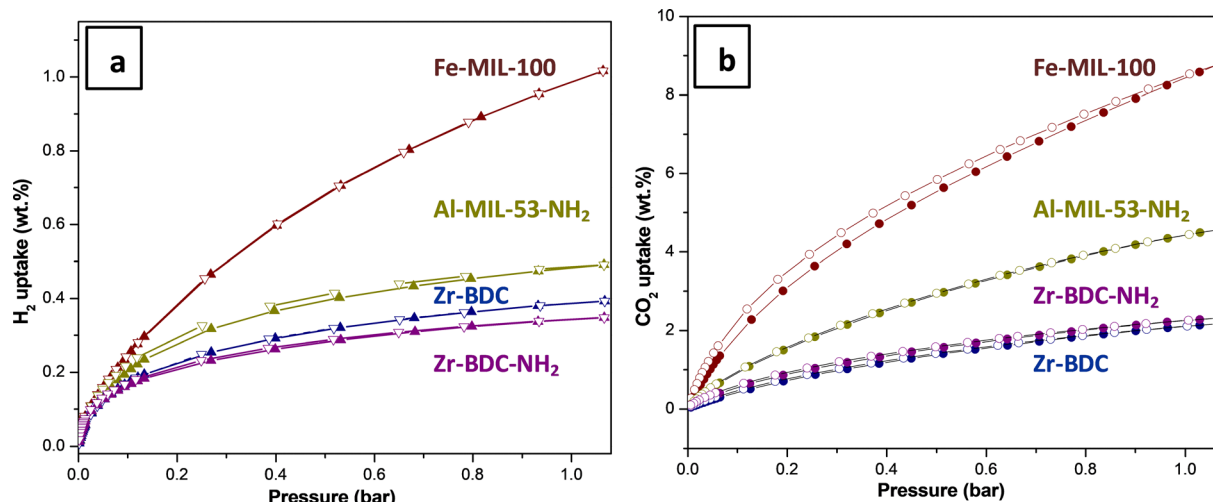 a
Fe-MIL-100
Al-MIL-53-NH₂
Zr-BDC
Zr-BDC-NH₂
H₂ uptake (wt.%)
1.0
0.8
0.6
0.4
0.2
0.0
0.0 0.2 0.4 0.6 0.8 1.0
Pressure (bar)
b
Fe-MIL-100
Al-MIL-53-NH₂
Zr-BDC-NH₂
Zr-BDC
CO₂ uptake (wt.%)
10
8
6
4
2
0
0.0 0.2 0.4 0.6 0.8 1.0
Pressure (bar)